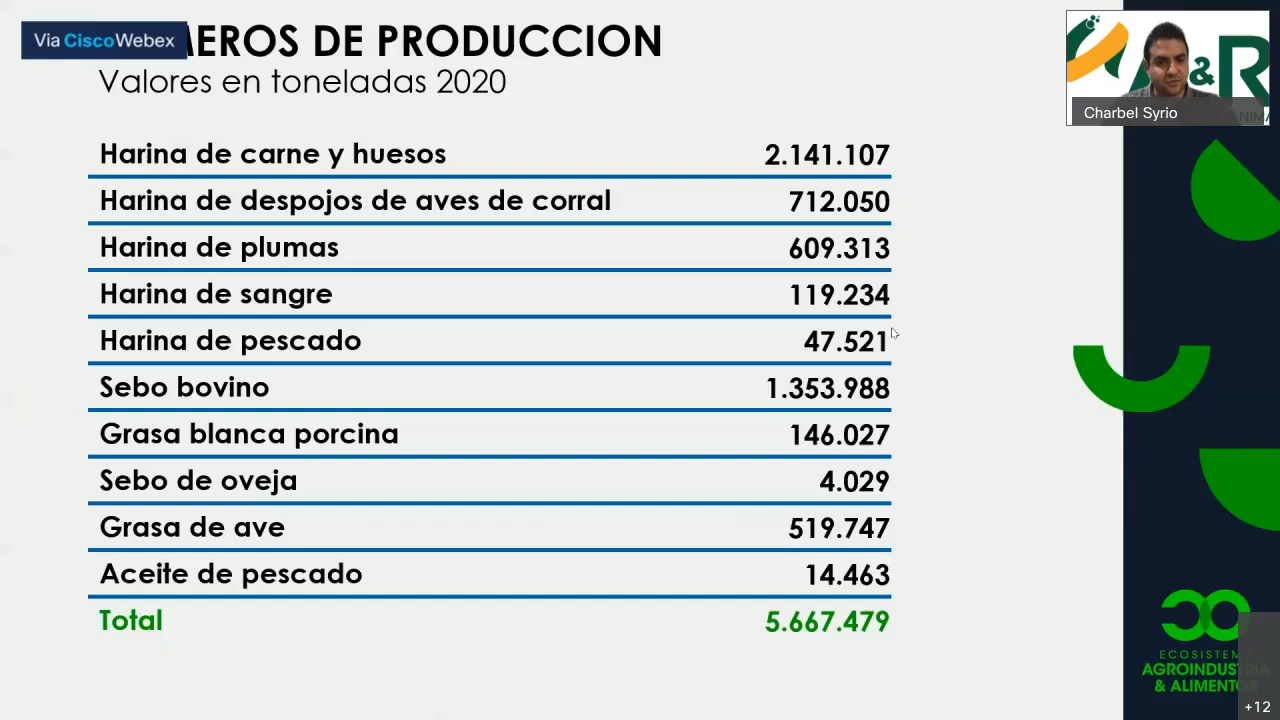 Vía CiscoWebex
EROS DE PRODUCCION
Valores en toneladas 2020
Harina de carne y huesos 2.141.107
Harina de despojos de aves de corral 712.050
Harina de plumas 609.313
Harina de sangre 119.234
Harina de pescado 47.521
Sebo bovino 1.353.988
Grasa blanca porcina 146.027
Sebo de oveja 4.029
Grasa de ave 519.747
Aceite de pescado 14.463
Total 5.667.479
&R
Charbel Syrio
ECOSISTEMA
AGROINDUSTRIA
& ALIMENTOS
+12